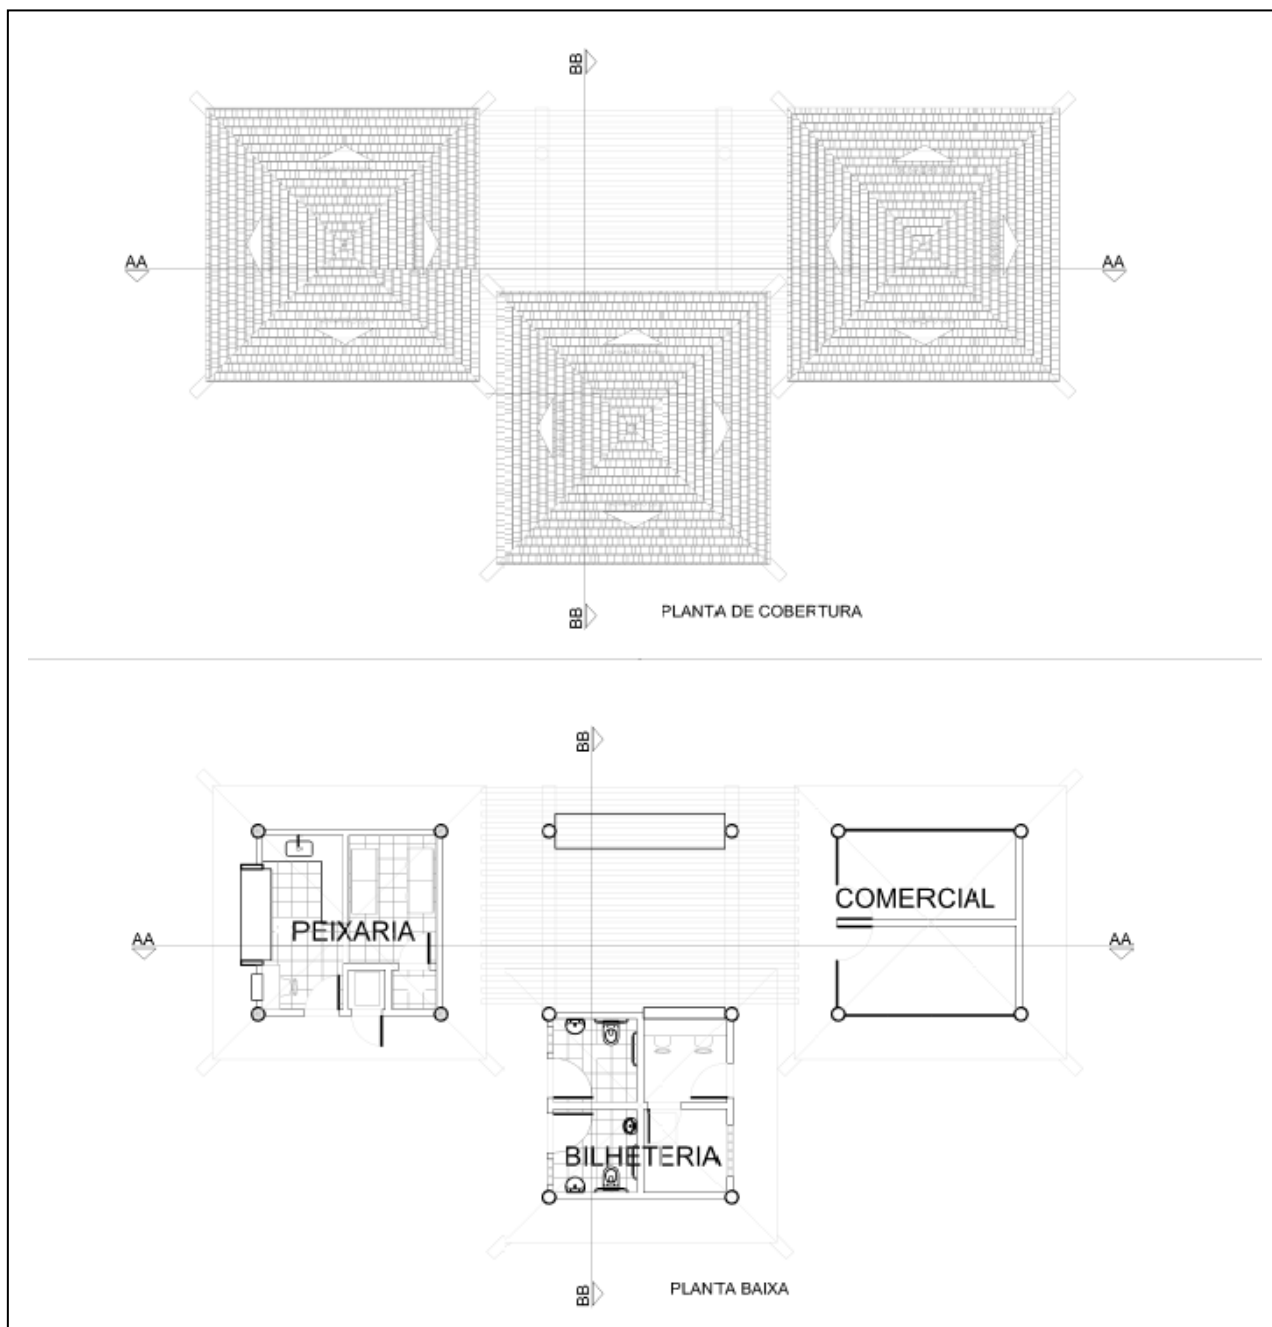 BB
AA AA
BB
PLANTA DE COBERTURA
BB
COMERCIAL
PEIXARIA
AA AA
BILHETERIA
BB
PLANTA BAIXA